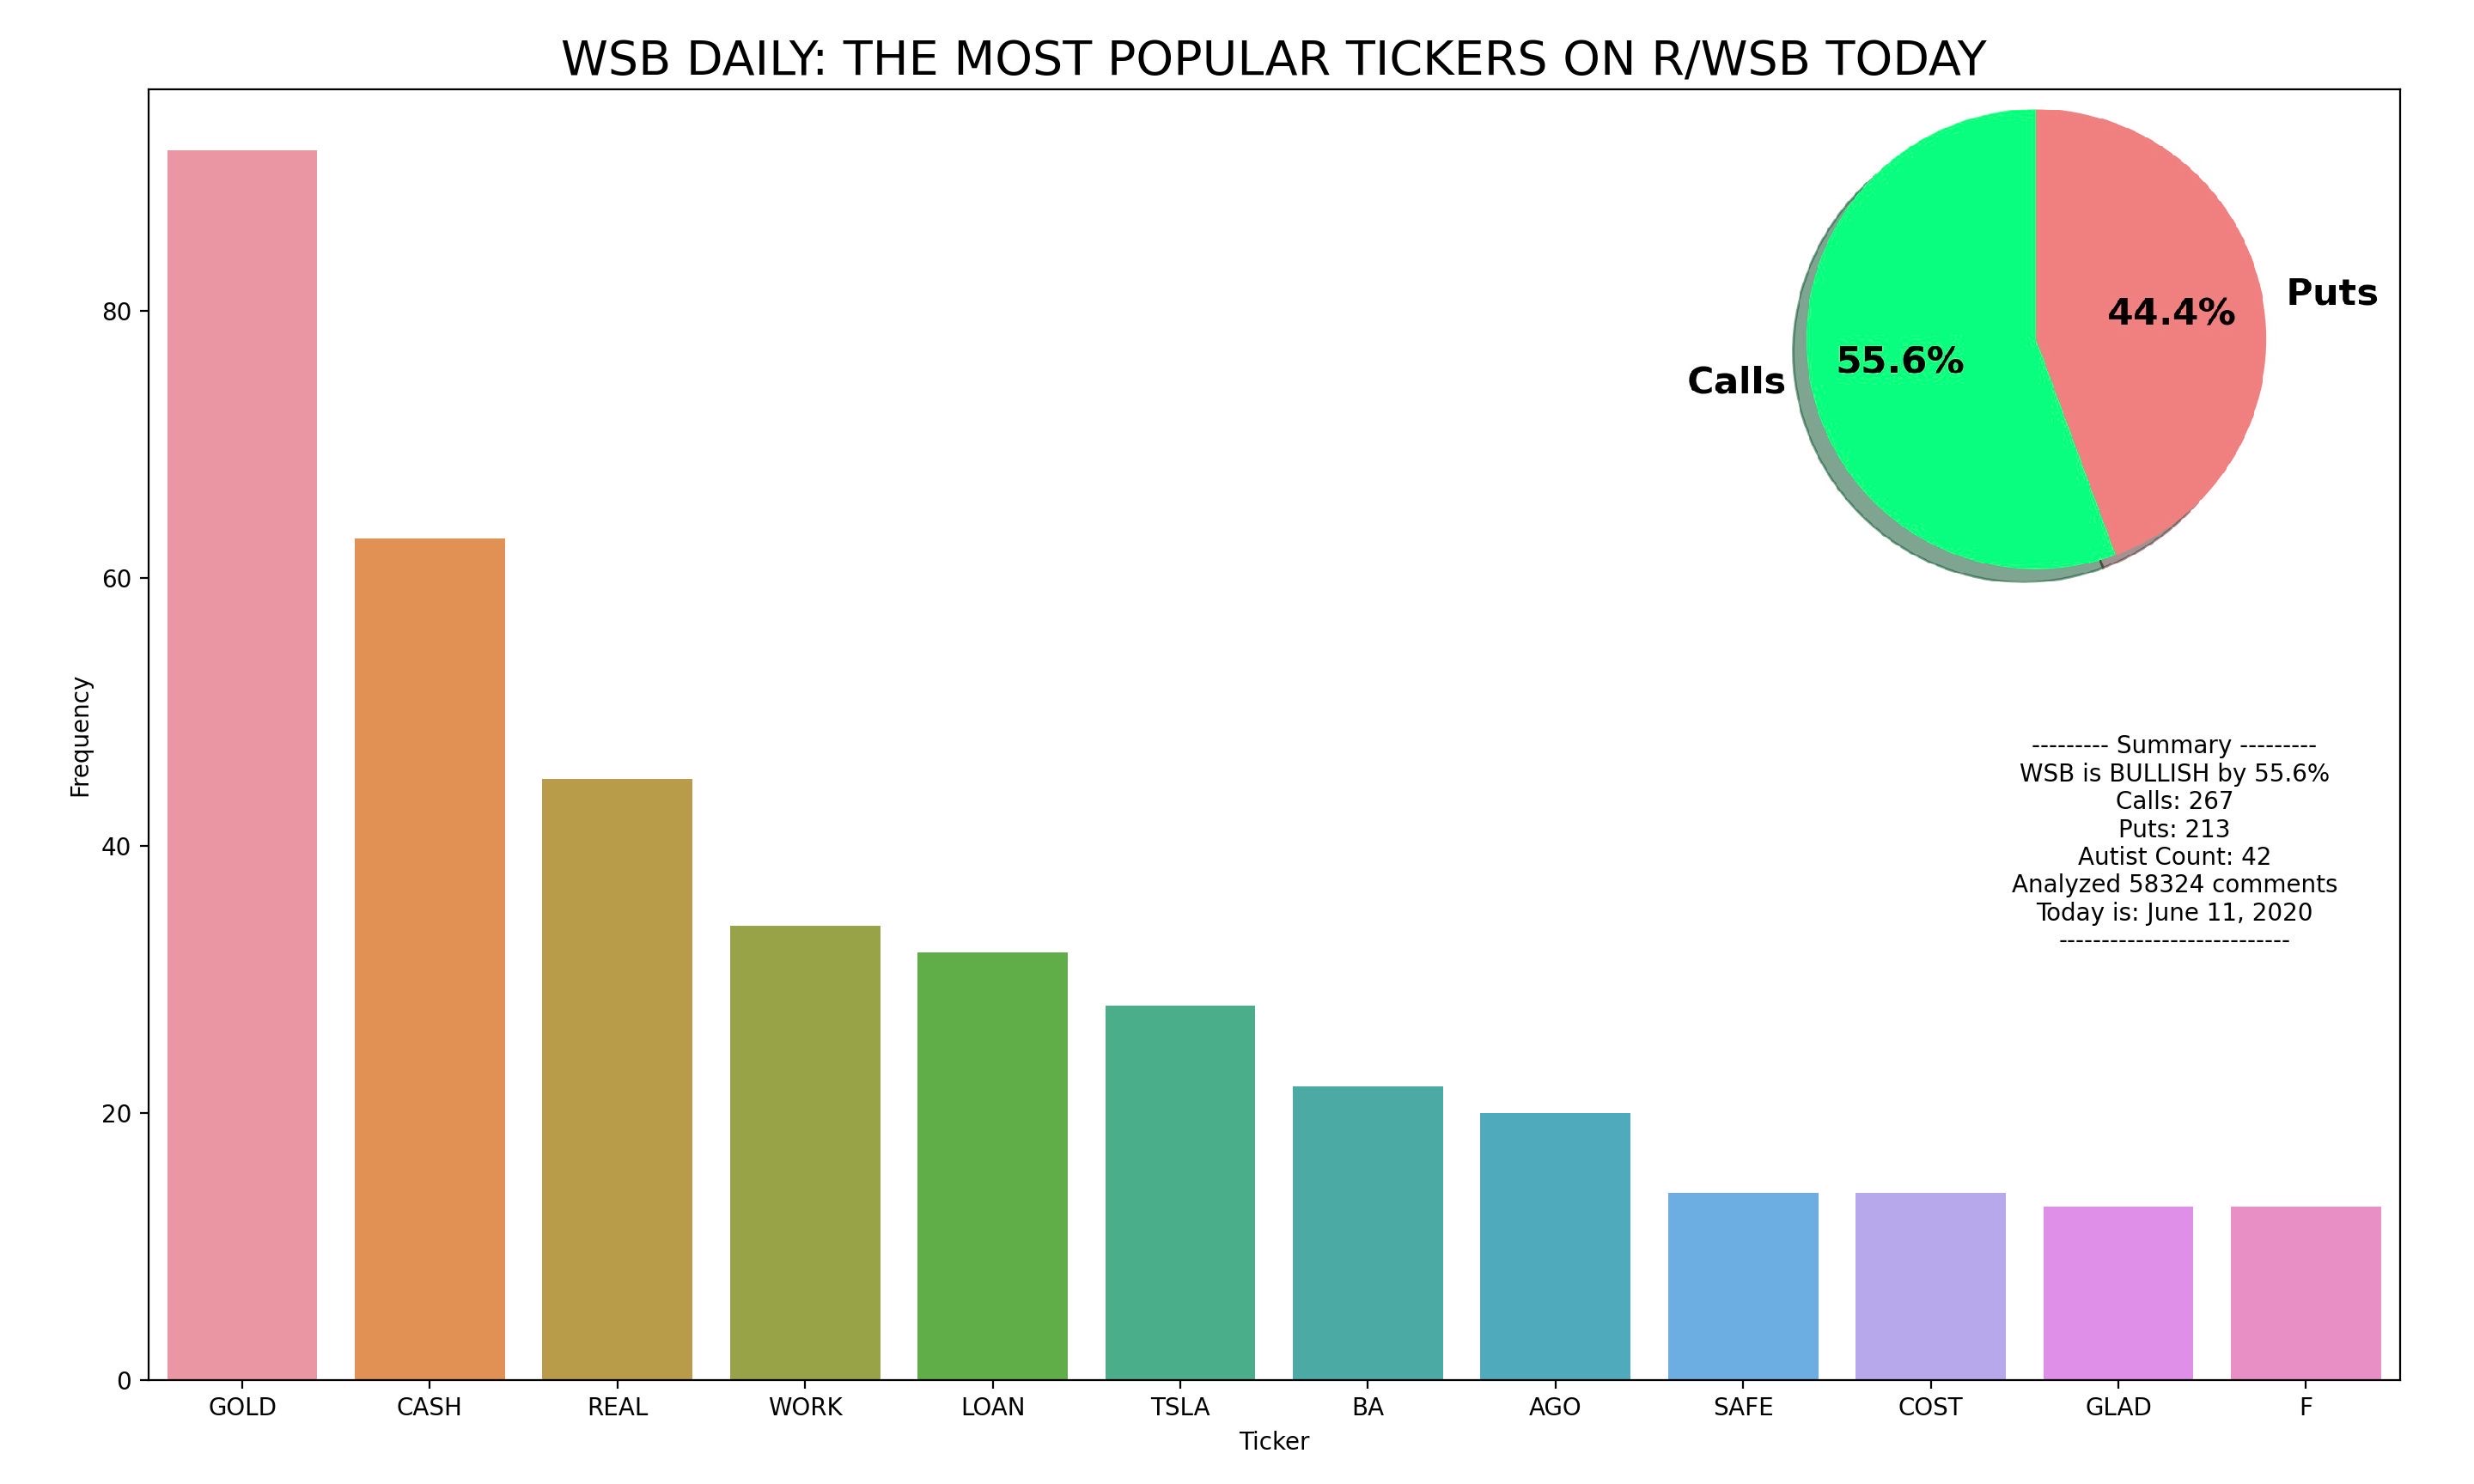 WSB DAILY: THE MOST POPULAR TICKERS ON R/WSB TODAY
Frequency
80
60
40
20
0
Puts
44.4%
55.6%
Calls
--------- Summary ---------
WSB is BULLISH by 55.6%
Calls: 267
Puts: 213
Autist Count: 42
Analyzed 58324 comments
Today is: June 11, 2020
---------------------------
GOLD CASH REAL WORK LOAN TSLA BA AGO SAFE COST GLAD F
Ticker